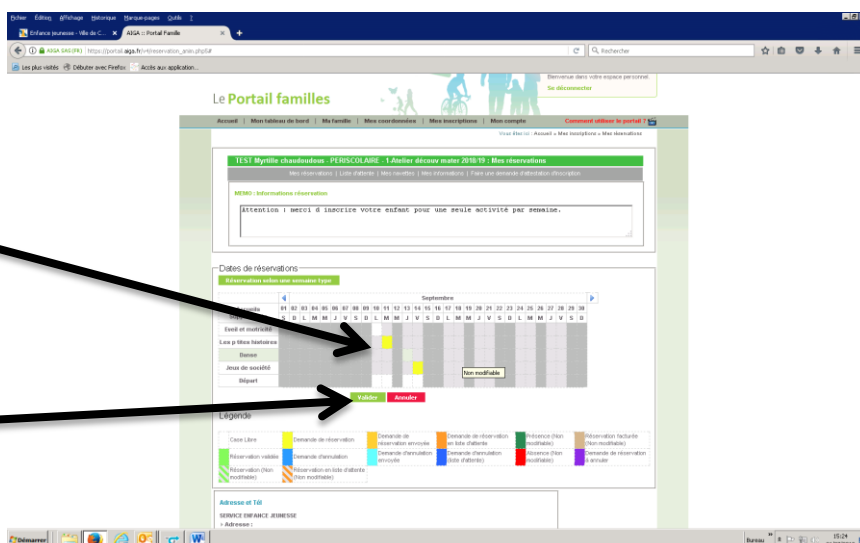 Fichier Édition Affichage Historique Marque-pages Outils ?
Enfance jeunesse - Ville de C... AIGA :: Portail Famille
AIGA SAS (FR) https://portail.aiga.fr/ Rechercher
Les plus visités Débuter avec Firefox Accès aux application...
Bienvenue dans votre espace personnel.
Se déconnecter
Le Portail familles
Accueil | Mon tableau de bord | Ma famille | Mes coordonnées | Mes inscriptions | Mon compte Comment utiliser le portail ?
Vous êtes ici : Accueil » Mes inscriptions » Mes réservations
TEST Myrtille chaudoudoux - PERISCOLAIRE - 1-Atelier découv mater 2018/19 : Mes réservations
Mes réservations | Liste d'attente | Mes navettes | Mes informations | Faire une demande d'attestation d'inscription
MEMO : Informations réservation
Attention : merci d inscrire votre enfant pour une seule activité par semaine.
Dates de réservations
Réservation selon une semaine type
Septembre
01 02 03 04 05 06 07 08 09 10 11 12 13 14 15 16 17 18 19 20 21 22 23 24 25 26 27 28 29 30
S D L M M J V S D L M M J V S D L M M J V S D L M M J V S D
Eveil et motricité
Les p tites histoires
Danse
Jeux de société
Non modifiable
Départ
Valider Annuler
Légende
Case Libre
Demande de réservation
Demande de réservation envoyée
Demande de réservation en liste d'attente
Présence (Non modifiable)
Réservation facturée (Non modifiable)
Réservation validée
Demande d'annulation
Demande d'annulation envoyée
Demande d'annulation (liste d'attente)
Absence (Non modifiable)
Demande de réservation à annuler
Réservation (Non modifiable)
Réservation en liste d'attente (Non modifiable)
Adresse et Tél
SERVICE ENFANCE JEUNESSE
» Adresse :
Démarrer Bureau 15:24